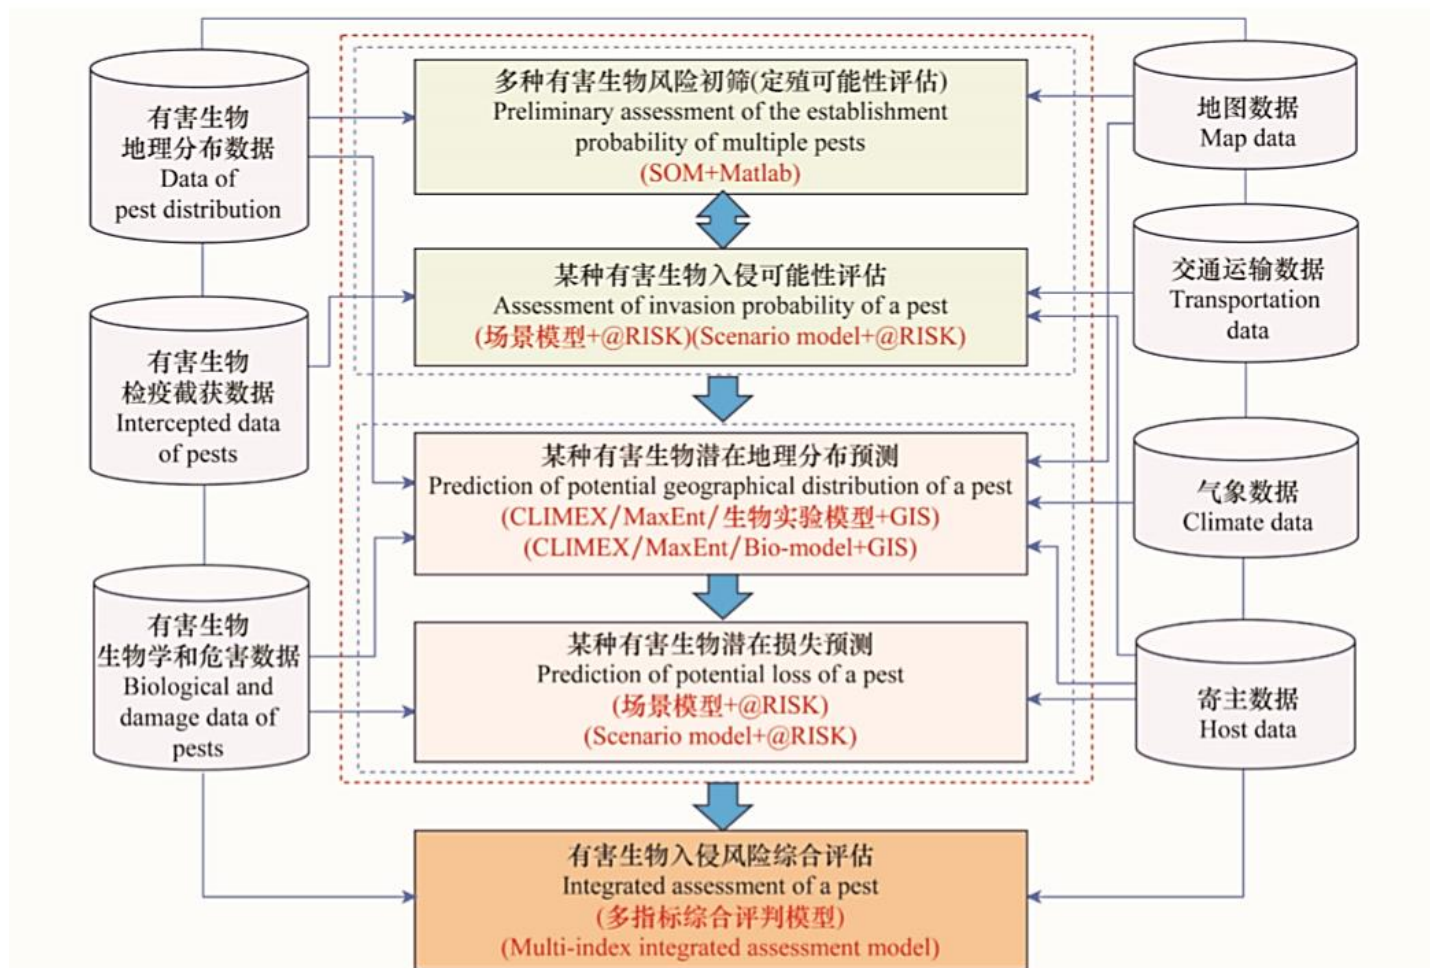 有害生物
地理分布数据
Data of
pest distribution
有害生物
检疫截获数据
Intercepted data
of pests
有害生物
生物学和危害数据
Biological and
damage data of
pests
多种有害生物风险初筛(定殖可能性评估)
Preliminary assessment of the establishment
probability of multiple pests
(SOM+Matlab)
某种有害生物入侵可能性评估
Assessment of invasion probability of a pest
(场景模型+@RISK)(Scenario model+@RISK)
某种有害生物潜在地理分布预测
Prediction of potential geographical distribution of a pest
(CLIMEX/MaxEnt/生物实验模型+GIS)
(CLIMEX/MaxEnt/Bio-model+GIS)
某种有害生物潜在损失预测
Prediction of potential loss of a pest
(场景模型+@RISK)
(Scenario model+@RISK)
有害生物入侵风险综合评估
Integrated assessment of a pest
(多指标综合评判模型)
(Multi-index integrated assessment model)
地图数据
Map data
交通运输数据
Transportation
data
气象数据
Climate data
寄主数据
Host data